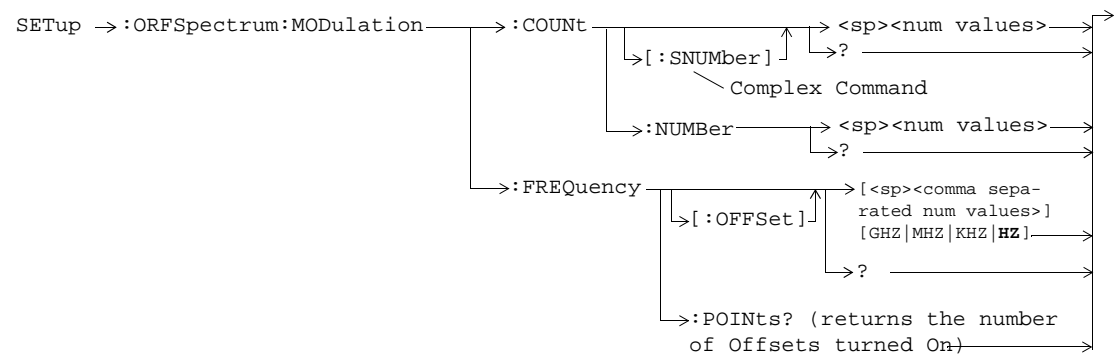 SETup :ORFSpectrum:MODulation :COUNt <sp><num values>
[:SNUMber] ?
Complex Command
:NUMBer <sp><num values>
?
:FREQuency [<sp><comma sepa-
rated num values>]
[:OFFSet] [GHZ|MHZ|KHZ|HZ]
?
:POINts? (returns the number
of Offsets turned On)